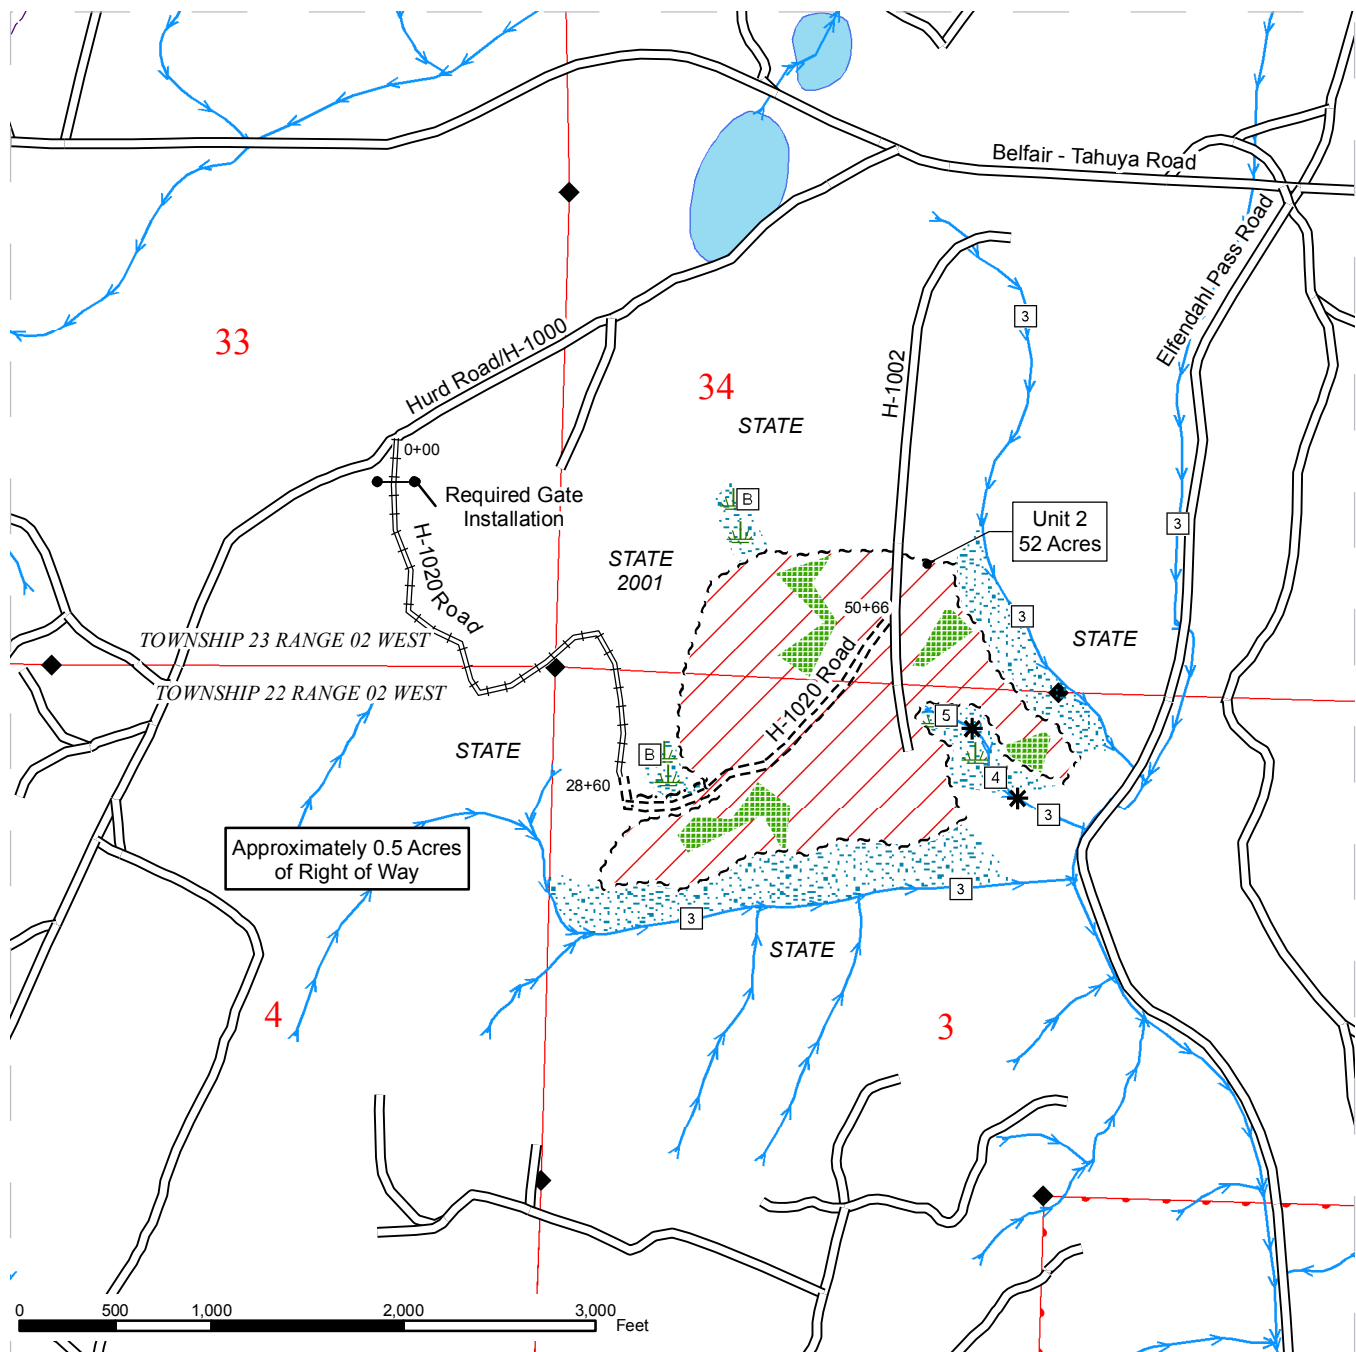 Belfair - Tahuya Road
Elfendahl Pass Road
3
33
Hurd Road/H-1000
34
H-1002
STATE
0+00
Required Gate
Installation
B
H-1020 Road
Unit 2
52 Acres
3
STATE
2001
50+66
3
STATE
TOWNSHIP 23 RANGE 02 WEST
TOWNSHIP 22 RANGE 02 WEST
H-1020 Road
5
STATE
B
28+60
4
3
Approximately 0.5 Acres
of Right of Way
3
3
STATE
4
3
0
500
1,000
2,000
3,000
Feet